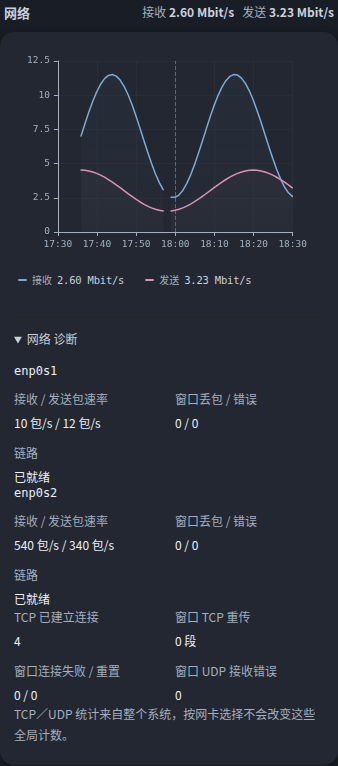 网络 接收 2.60 Mbit/s 发送 3.23 Mbit/s
12.5
10
7.5
5
2.5
0
17:30 17:40 17:50 18:00 18:10 18:20 18:30
接收 2.60 Mbit/s 发送 3.23 Mbit/s
▼ 网络 诊断
enp0s1
接收 / 发送包速率 窗口丢包 / 错误
10 包/s / 12 包/s 0 / 0
链路
已就绪
enp0s2
接收 / 发送包速率 窗口丢包 / 错误
540 包/s / 340 包/s 0 / 0
链路
已就绪
TCP 已建立连接 窗口 TCP 重传
4 0 段
窗口连接失败 / 重置 窗口 UDP 接收错误
0 / 0 0
TCP／UDP 统计来自整个系统，按网卡选择不会改变这些
全局计数。